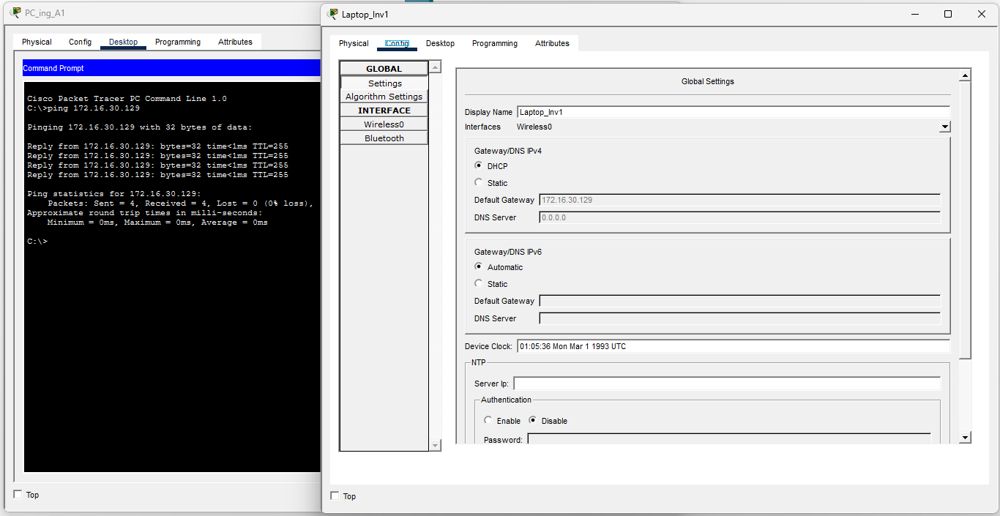 PC_ing_A1
Physical Config Desktop Programming Attributes
Command Prompt
Cisco Packet Tracer PC Command Line 1.0
C:\>ping 172.16.30.129
Pinging 172.16.30.129 with 32 bytes of data:
Reply from 172.16.30.129: bytes=32 time<1ms TTL=255
Reply from 172.16.30.129: bytes=32 time<1ms TTL=255
Reply from 172.16.30.129: bytes=32 time<1ms TTL=255
Reply from 172.16.30.129: bytes=32 time<1ms TTL=255
Ping statistics for 172.16.30.129:
Packets: Sent = 4, Received = 4, Lost = 0 (0% loss),
Approximate round trip times in milli-seconds:
Minimum = 0ms, Maximum = 0ms, Average = 0ms
C:\>
Top
Laptop_Inv1
Physical Config Desktop Programming Attributes
GLOBAL
Settings
Algorithm Settings
INTERFACE
Wireless0
Bluetooth
Global Settings
Display Name Laptop_Inv1
Interfaces Wireless0
Gateway/DNS IPv4
DHCP
Static
Default Gateway 172.16.30.129
DNS Server 0.0.0.0
Gateway/DNS IPv6
Automatic
Static
Default Gateway
DNS Server
Device Clock: 01:05:36 Mon Mar 1 1993 UTC
NTP
Server Ip:
Authentication
Enable Disable
Password:
Top